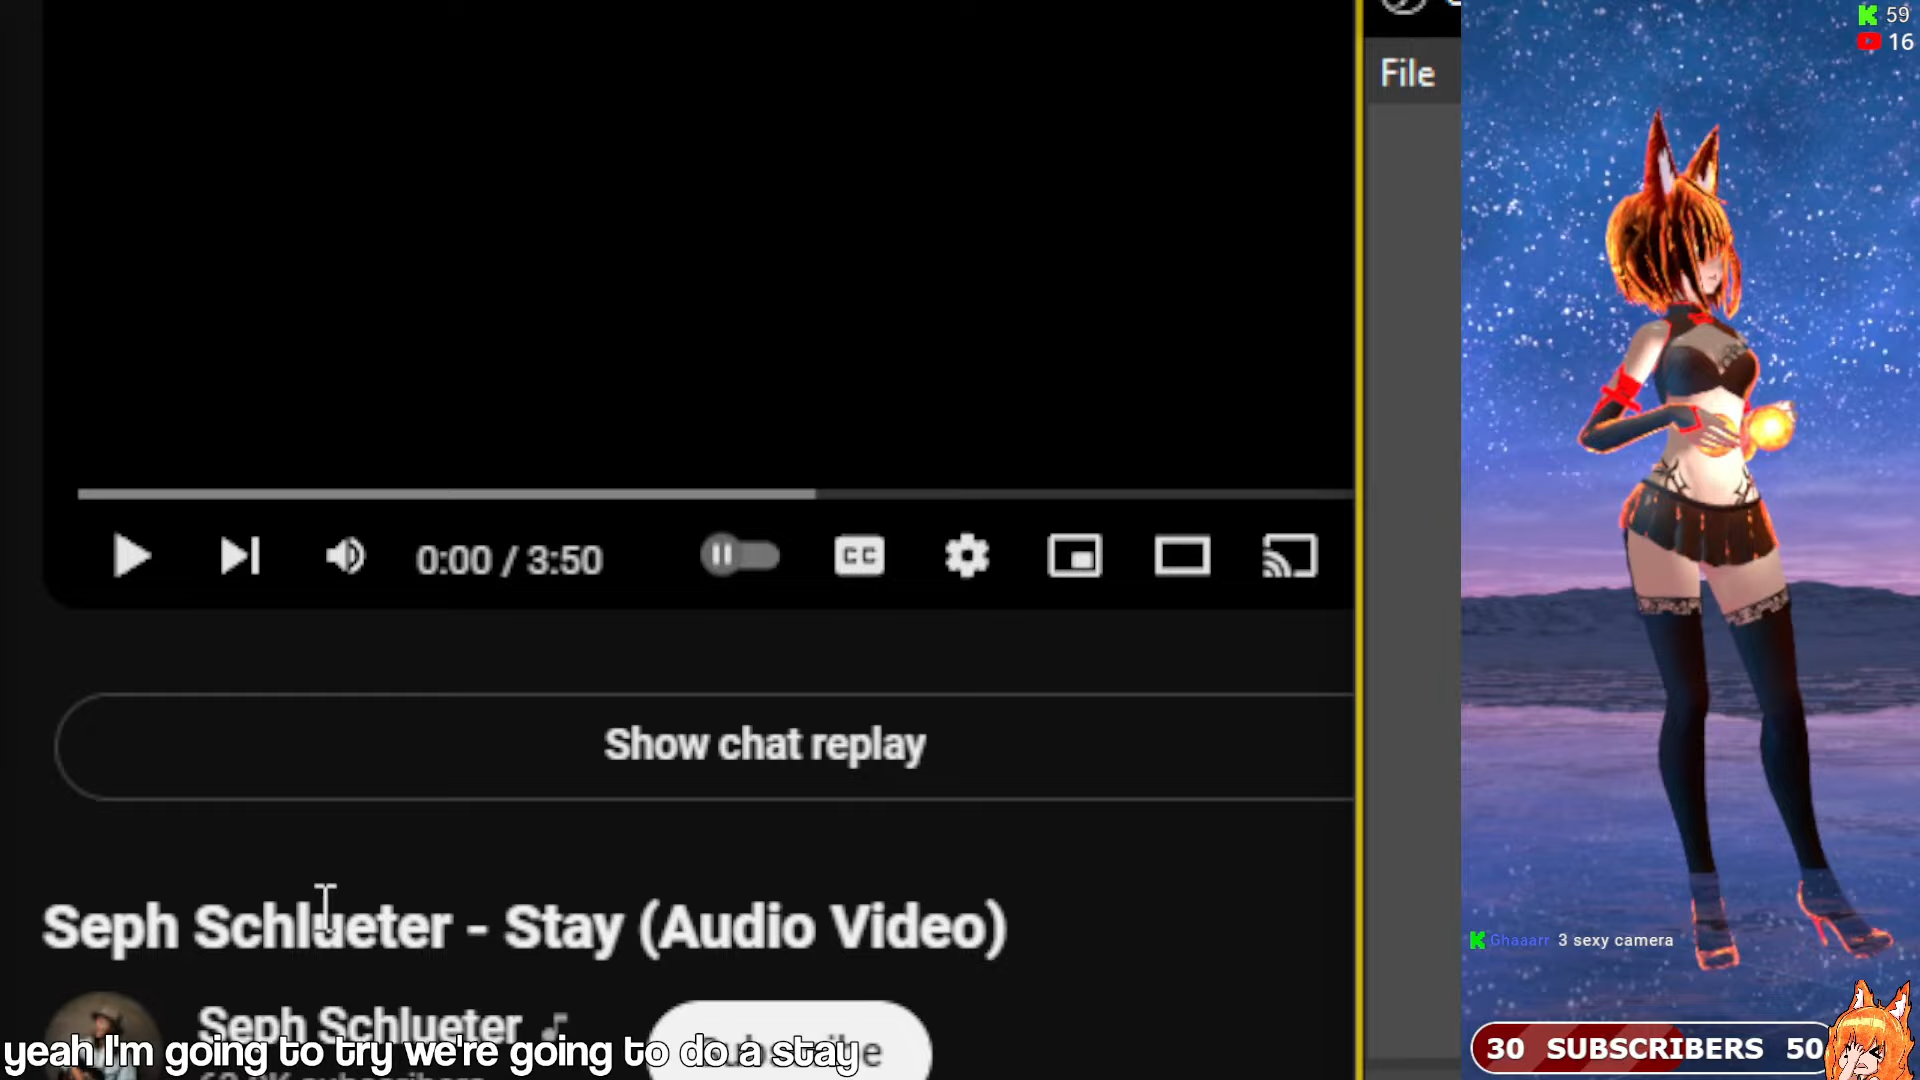 59
16
File
0:00 / 3:50
CC
Show chat replay
Seph Schlueter - Stay (Audio Video)
Seph Schlueter
yeah I'm going to try we're going to do a stay
Ghaaarr 3 sexy camera
30 SUBSCRIBERS 50